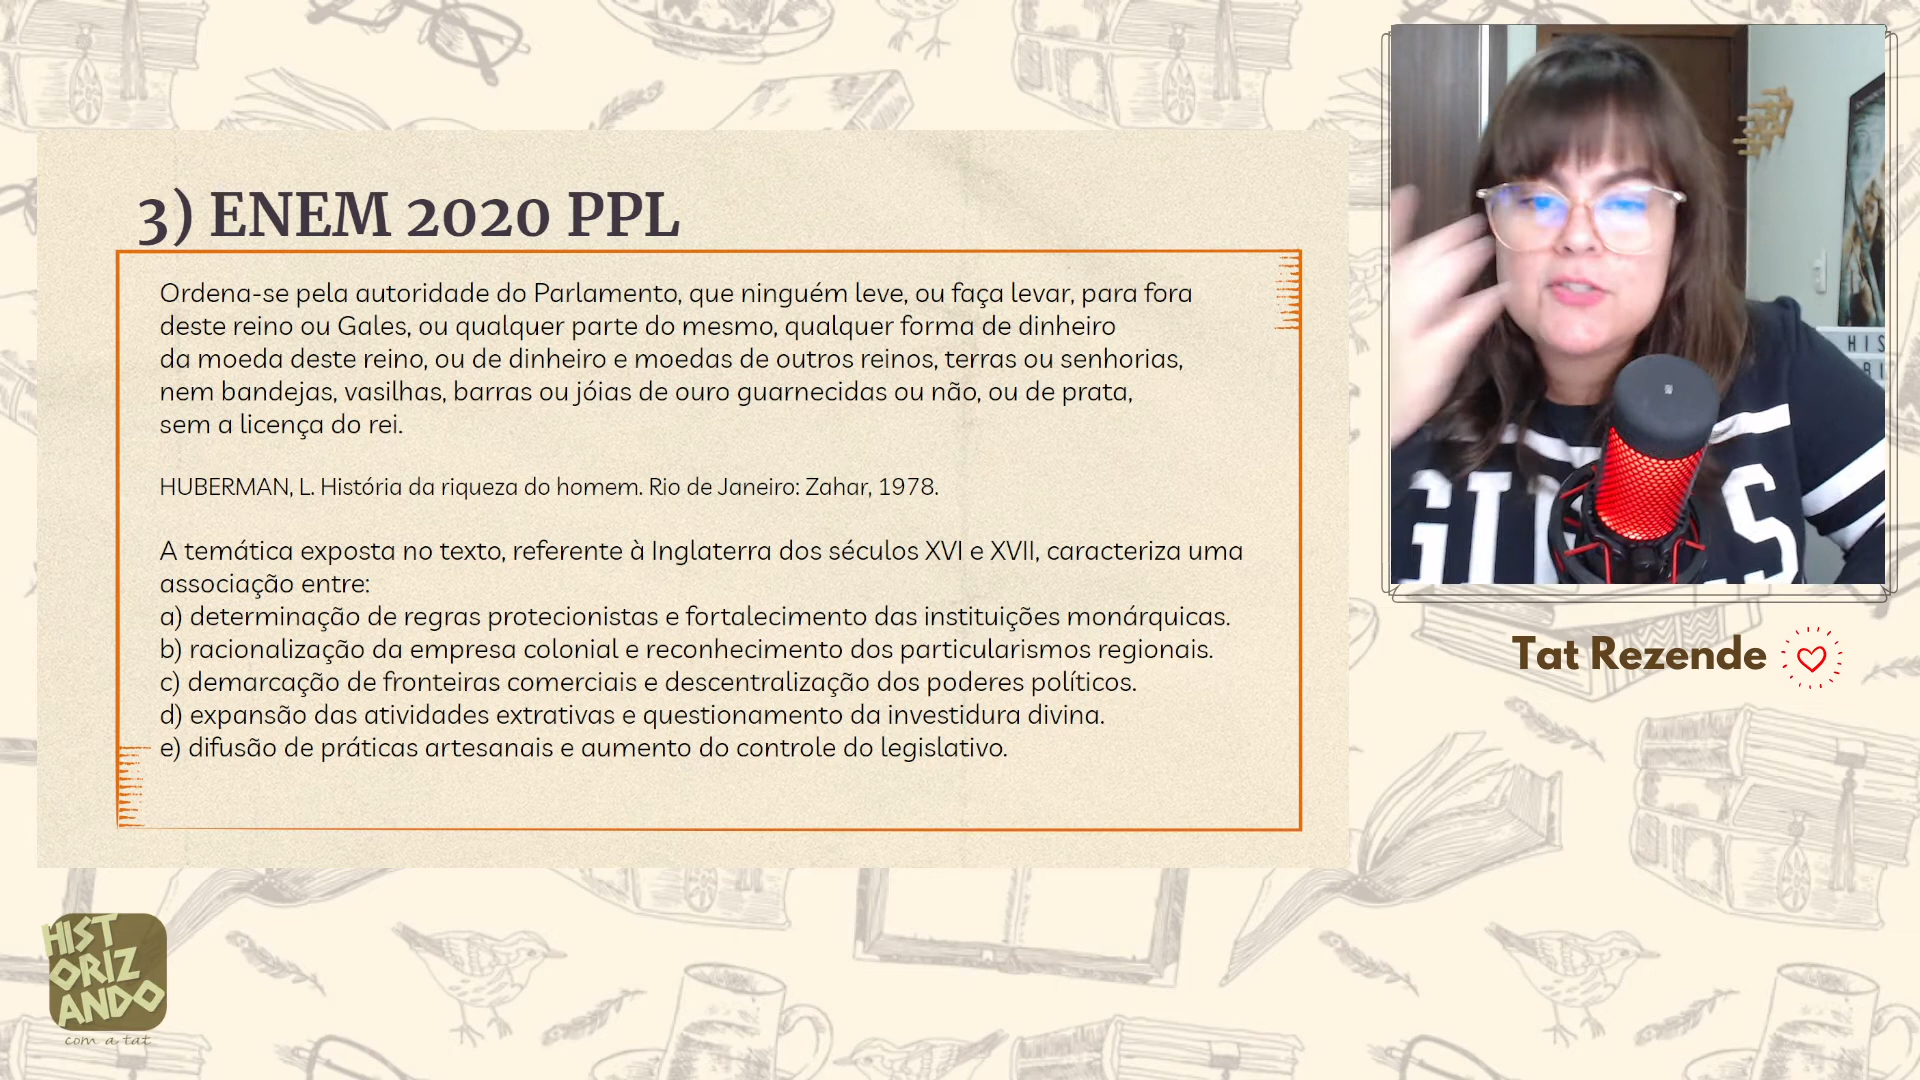 3) ENEM 2020 PPL
Ordena-se pela autoridade do Parlamento, que ninguém leve, ou faça levar, para fora
deste reino ou Gales, ou qualquer parte do mesmo, qualquer forma de dinheiro
da moeda deste reino, ou de dinheiro e moedas de outros reinos, terras ou senhorias,
nem bandejas, vasilhas, barras ou jóias de ouro guarnecidas ou não, ou de prata,
sem a licença do rei.
HUBERMAN, L. História da riqueza do homem. Rio de Janeiro: Zahar, 1978.
A temática exposta no texto, referente à Inglaterra dos séculos XVI e XVII, caracteriza uma
associação entre:
a) determinação de regras protecionistas e fortalecimento das instituições monárquicas.
b) racionalização da empresa colonial e reconhecimento dos particularismos regionais.
c) demarcação de fronteiras comerciais e descentralização dos poderes políticos.
d) expansão das atividades extrativas e questionamento da investidura divina.
e) difusão de práticas artesanais e aumento do controle do legislativo.
HIS
Tat Rezende
HIST
ORIZ
ANDO
com a tat